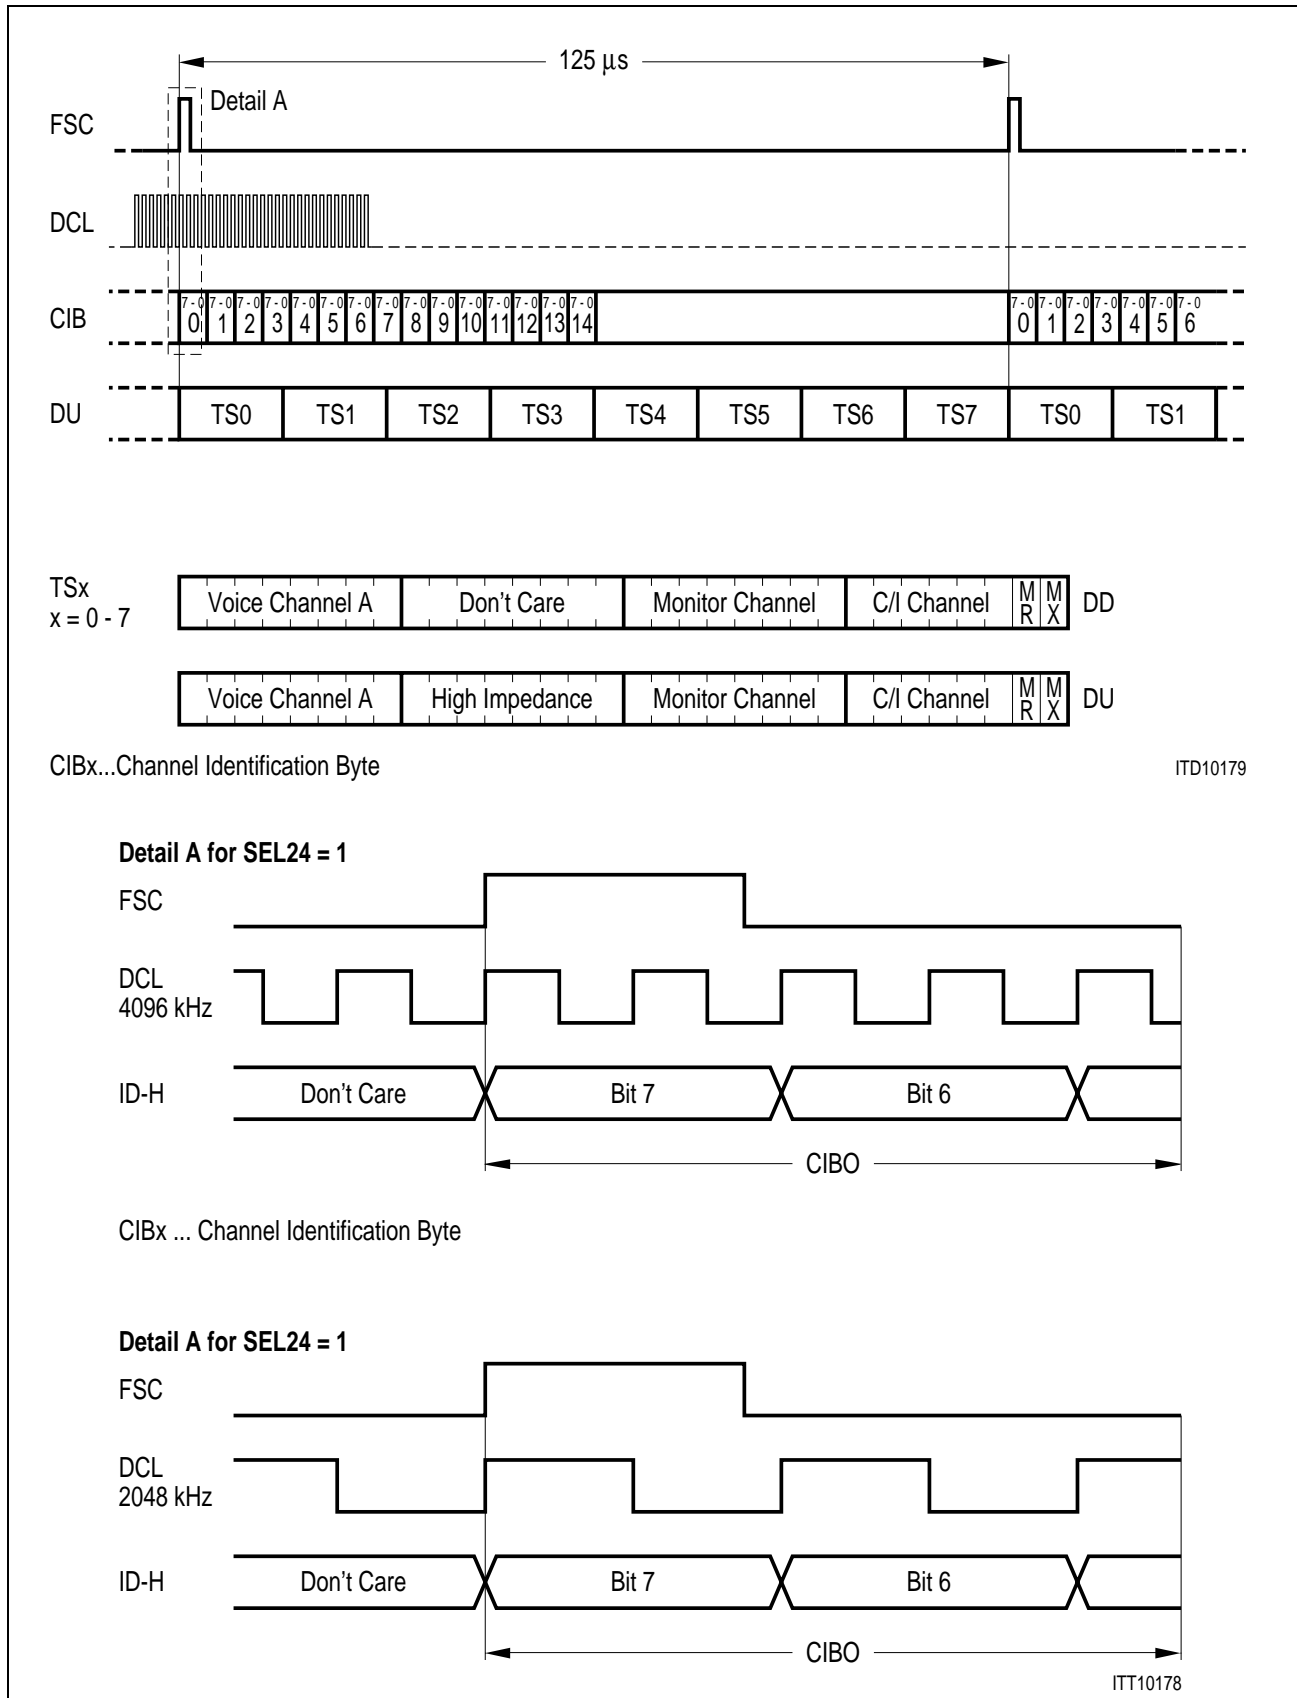 125 µs
Detail A
FSC
DCL
CIB
7 - 0 7 - 0 7 - 0 7 - 0 7 - 0 7 - 0 7 - 0 7 - 0 7 - 0 7 - 0 7 - 0 7 - 0 7 - 0 7 - 0 7 - 0 7 - 0 7 - 0 7 - 0 7 - 0 7 - 0 7 - 0 7 - 0
0 1 2 3 4 5 6 7 8 9 10 11 12 13 14 0 1 2 3 4 5 6
DU TS0 TS1 TS2 TS3 TS4 TS5 TS6 TS7 TS0 TS1
TSx
x = 0 - 7
Voice Channel A Don't Care Monitor Channel C/I Channel MR MX DD
Voice Channel A High Impedance Monitor Channel C/I Channel MR MX DU
CIBx...Channel Identification Byte ITD10179
Detail A for SEL24 = 1
FSC
DCL
4096 kHz
ID-H Don't Care Bit 7 Bit 6
CIBO
CIBx ... Channel Identification Byte
Detail A for SEL24 = 1
FSC
DCL
2048 kHz
ID-H Don't Care Bit 7 Bit 6
CIBO
ITT10178